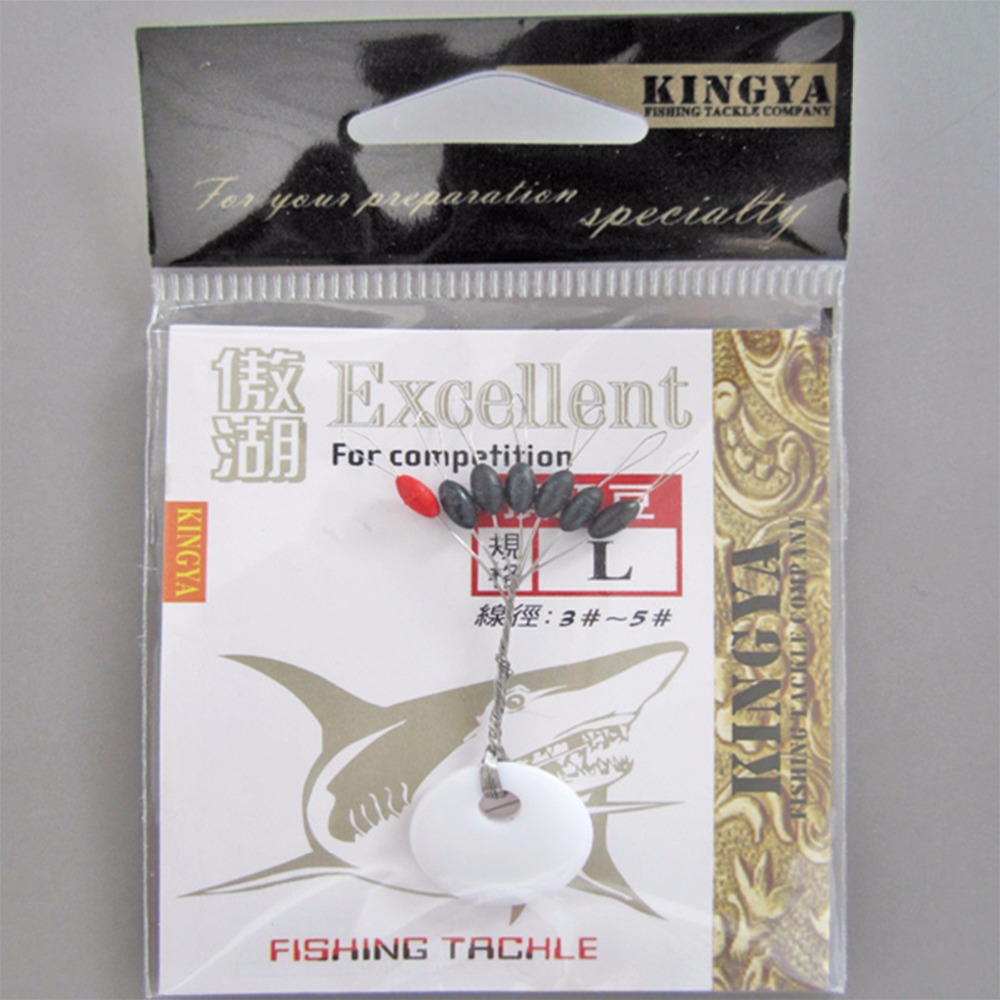 KINGYA
FISHING TACKLE COMPANY
For your preparation
specialty
傲湖
Excellent
For competition
豆
KINGYA
規格
L
線徑：3#～5#
KINGYA
FISHING TACKLE COMPANY
FISHING TACHLE